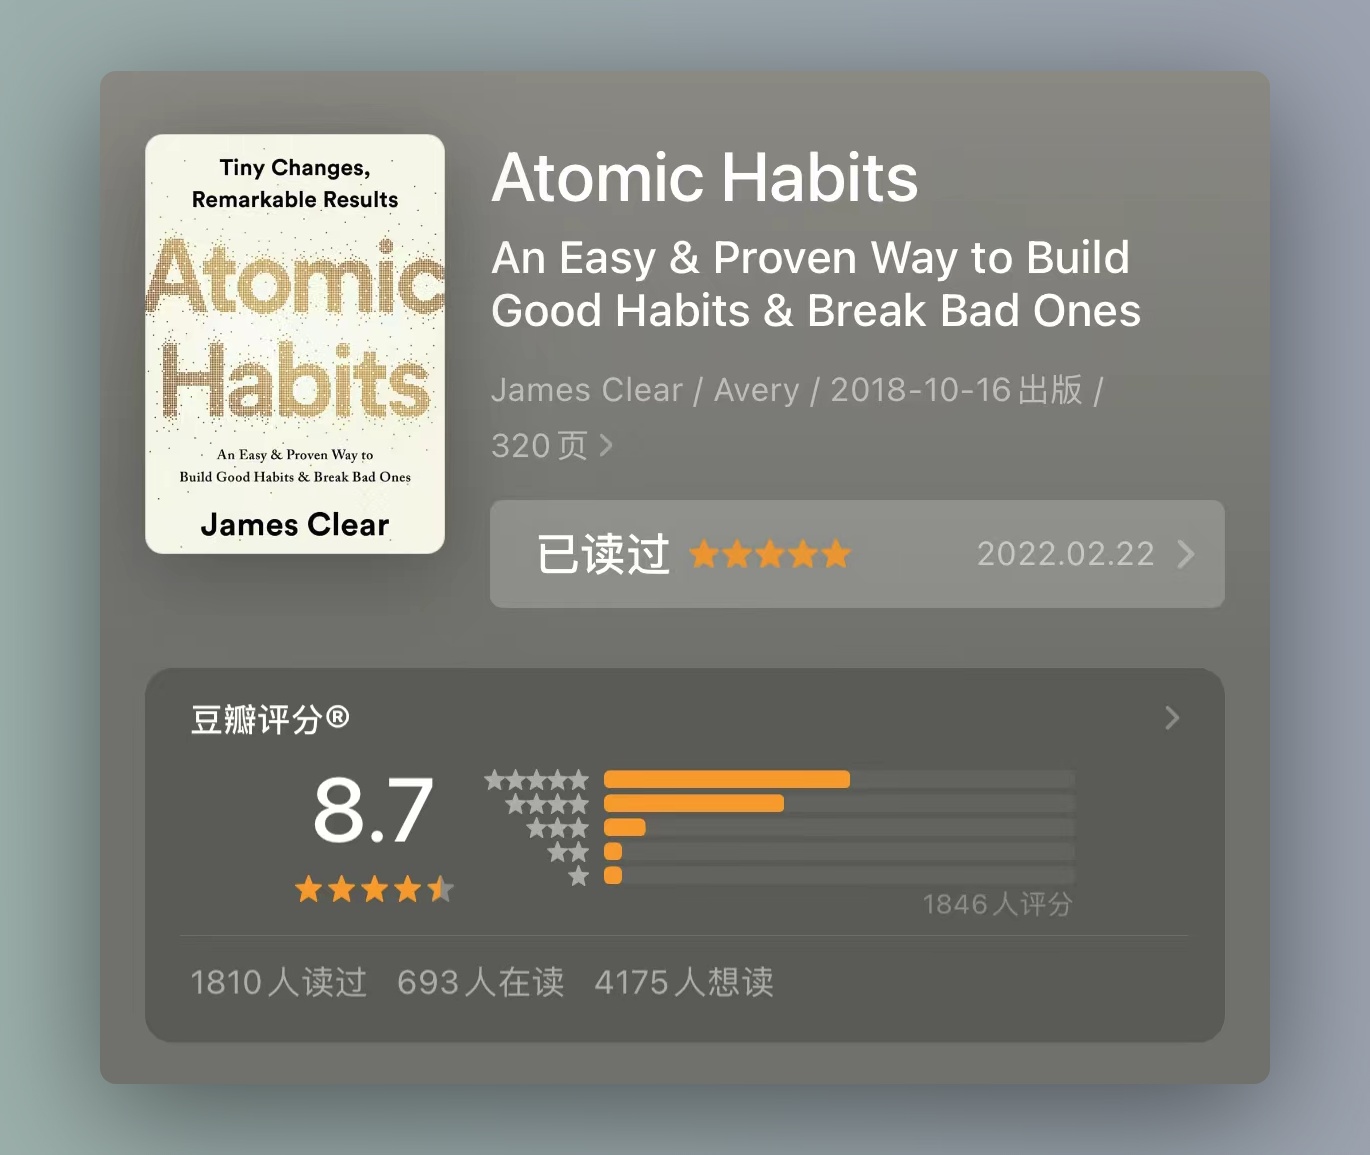 Tiny Changes,
Remarkable Results
Atomic
Habits
An Easy & Proven Way to
Build Good Habits & Break Bad Ones
James Clear
Atomic Habits
An Easy & Proven Way to Build
Good Habits & Break Bad Ones
James Clear / Avery / 2018-10-16出版 /
320页
已读过 2022.02.22
豆瓣评分®
8.7
1846人评分
1810人读过 693人在读 4175人想读